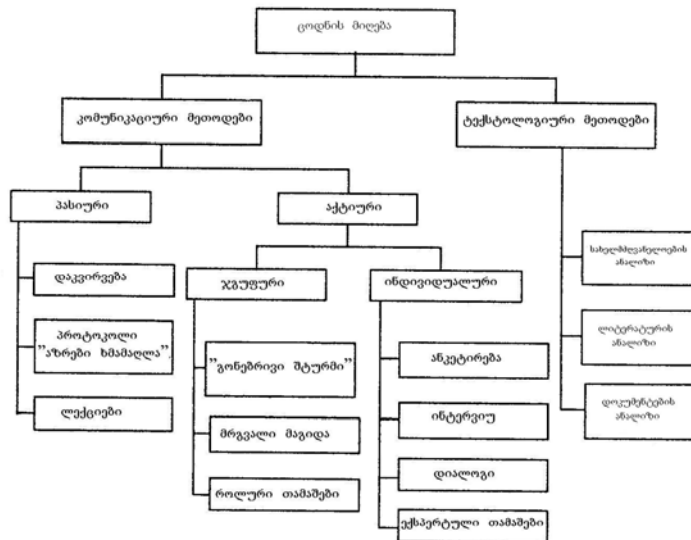 ცოდნის მიღება
კომუნიკაციური მეთოდები
ტექსტოლოგიური მეთოდები
პასიური
აქტიური
დაკვირვება
პროტოკოლი
”აზრები ხმამაღლა”.
ლექციები
ჯგუფური
ინდივიდუალური
”გონებრივი შტურმი”
მრგვალი მაგიდა
როლური თამაშები
ანკეტირება
ინტერვიუ
დიალოგი
ექსპერტული თამაშები
სახელმძღვანელოების
ანალიზი
ლიტერატურის
ანალიზი
დოკუმენტების
ანალიზი